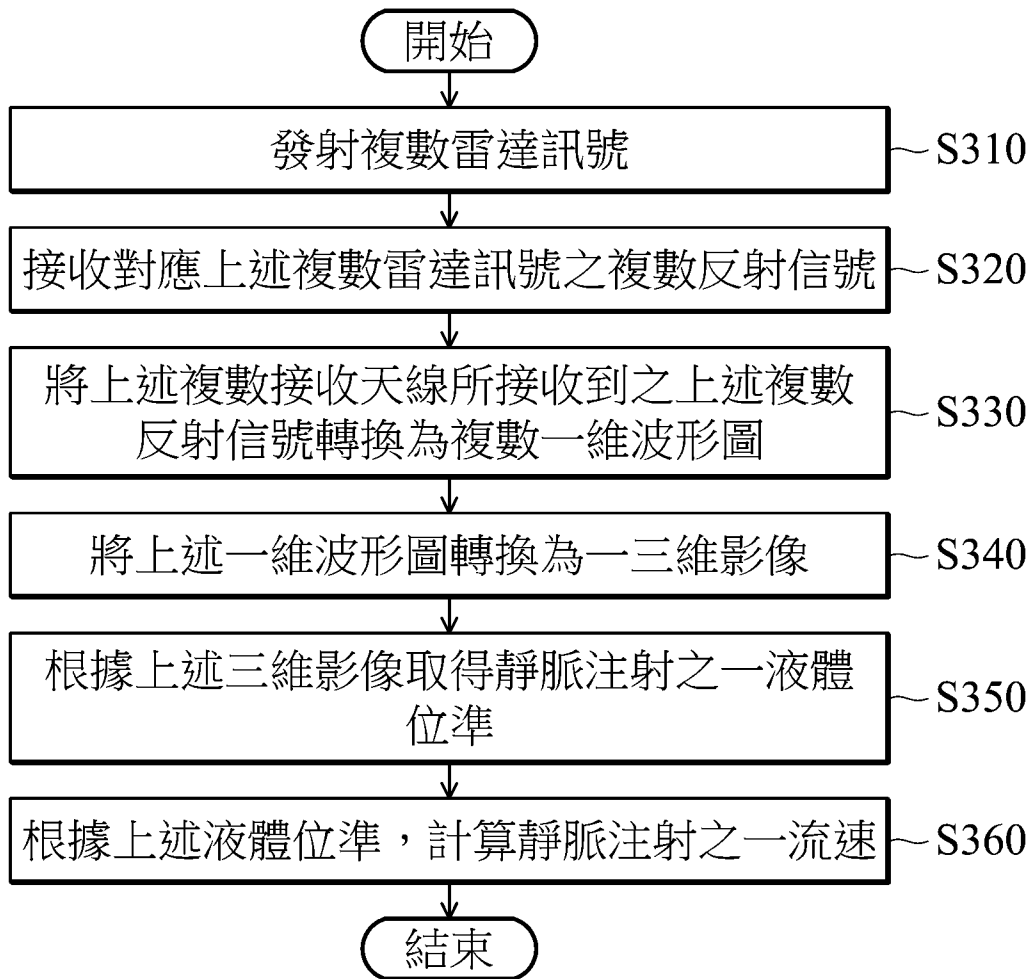 開始
發射複數雷達訊號
S310
接收對應上述複數雷達訊號之複數反射信號
S320
將上述複數接收天線所接收到之上述複數
反射信號轉換為複數一維波形圖
S330
將上述一維波形圖轉換為一三維影像
S340
根據上述三維影像取得靜脈注射之一液體
位準
S350
根據上述液體位準，計算靜脈注射之一流速
S360
結束